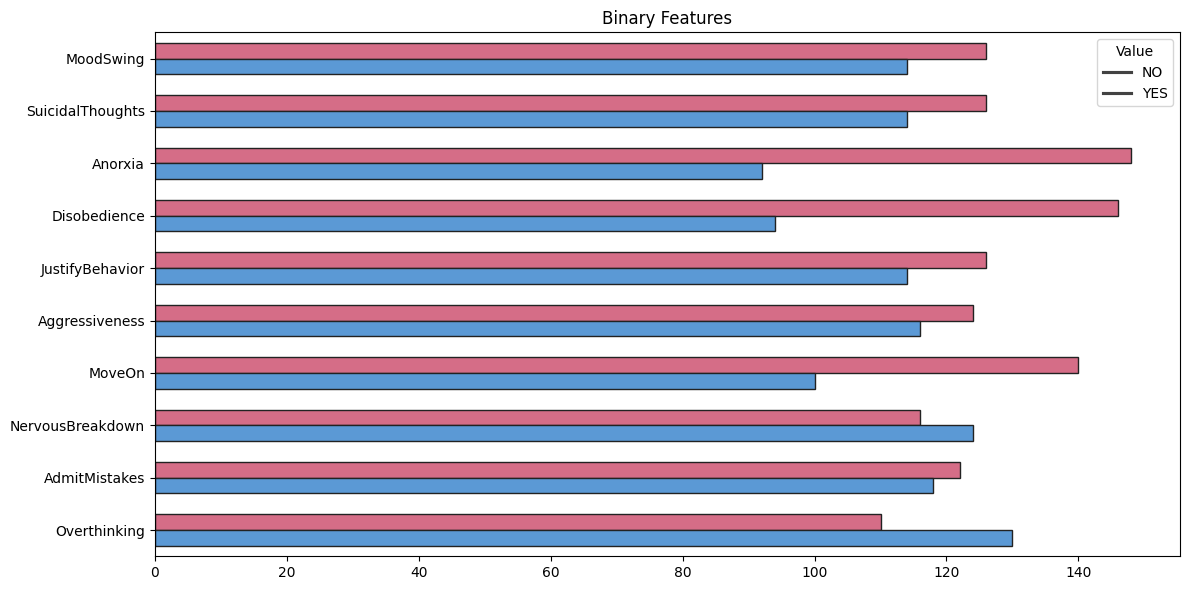 Binary Features
MoodSwing
SuicidalThoughts
Anorxia
Disobedience
JustifyBehavior
Aggressiveness
MoveOn
NervousBreakdown
AdmitMistakes
Overthinking
Value
NO
YES
0 20 40 60 80 100 120 140